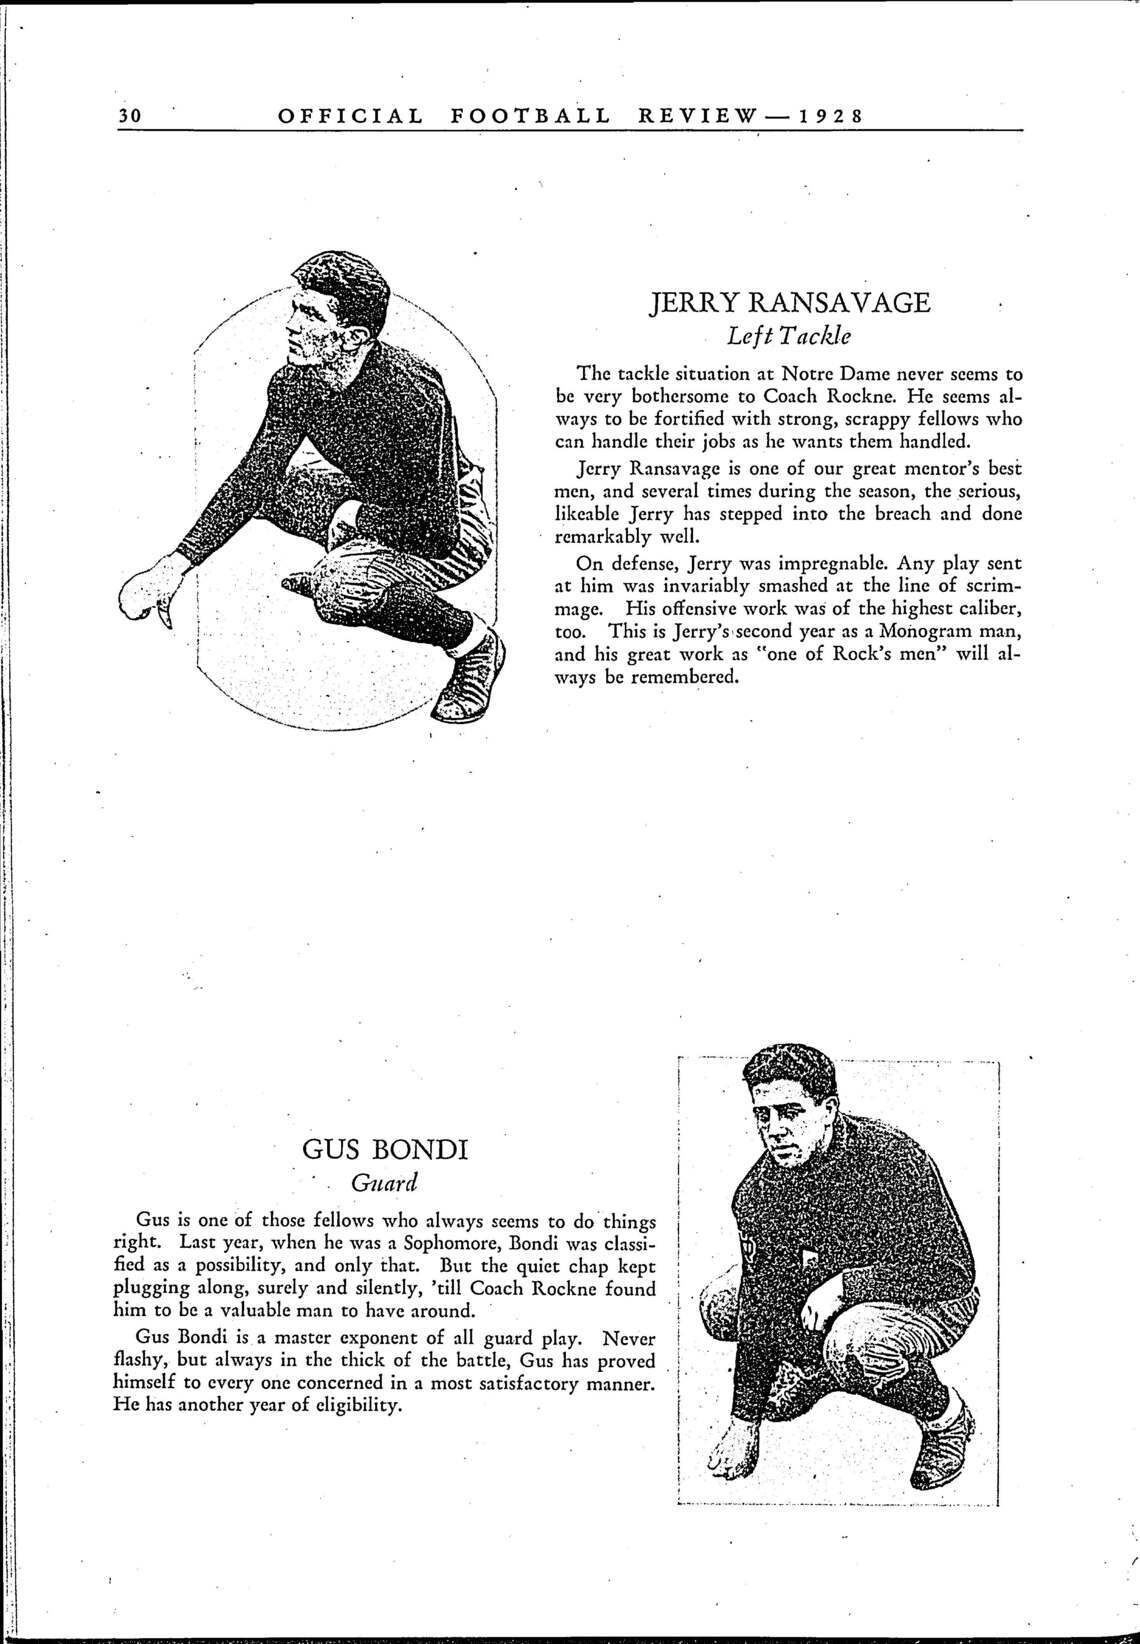 30 OFFICIAL FOOTBALL REVIEW — 1928
JERRY RANSAVAGE
Left Tackle
The tackle situation at Notre Dame never seems to
be very bothersome to Coach Rockne. He seems al-
ways to be fortified with strong, scrappy fellows who
can handle their jobs as he wants them handled.
Jerry Ransavage is one of our great mentor's best
men, and several times during the season, the serious,
likeable Jerry has stepped into the breach and done
remarkably well.
On defense, Jerry was impregnable. Any play sent
at him was invariably smashed at the line of scrim-
mage. His offensive work was of the highest caliber,
too. This is Jerry's second year as a Monogram man,
and his great work as "one of Rock's men" will al-
ways be remembered.
GUS BONDI
Guard
Gus is one of those fellows who always seems to do things
right. Last year, when he was a Sophomore, Bondi was classi-
fied as a possibility, and only that. But the quiet chap kept
plugging along, surely and silently, 'till Coach Rockne found
him to be a valuable man to have around.
Gus Bondi is a master exponent of all guard play. Never
flashy, but always in the thick of the battle, Gus has proved
himself to every one concerned in a most satisfactory manner.
He has another year of eligibility.